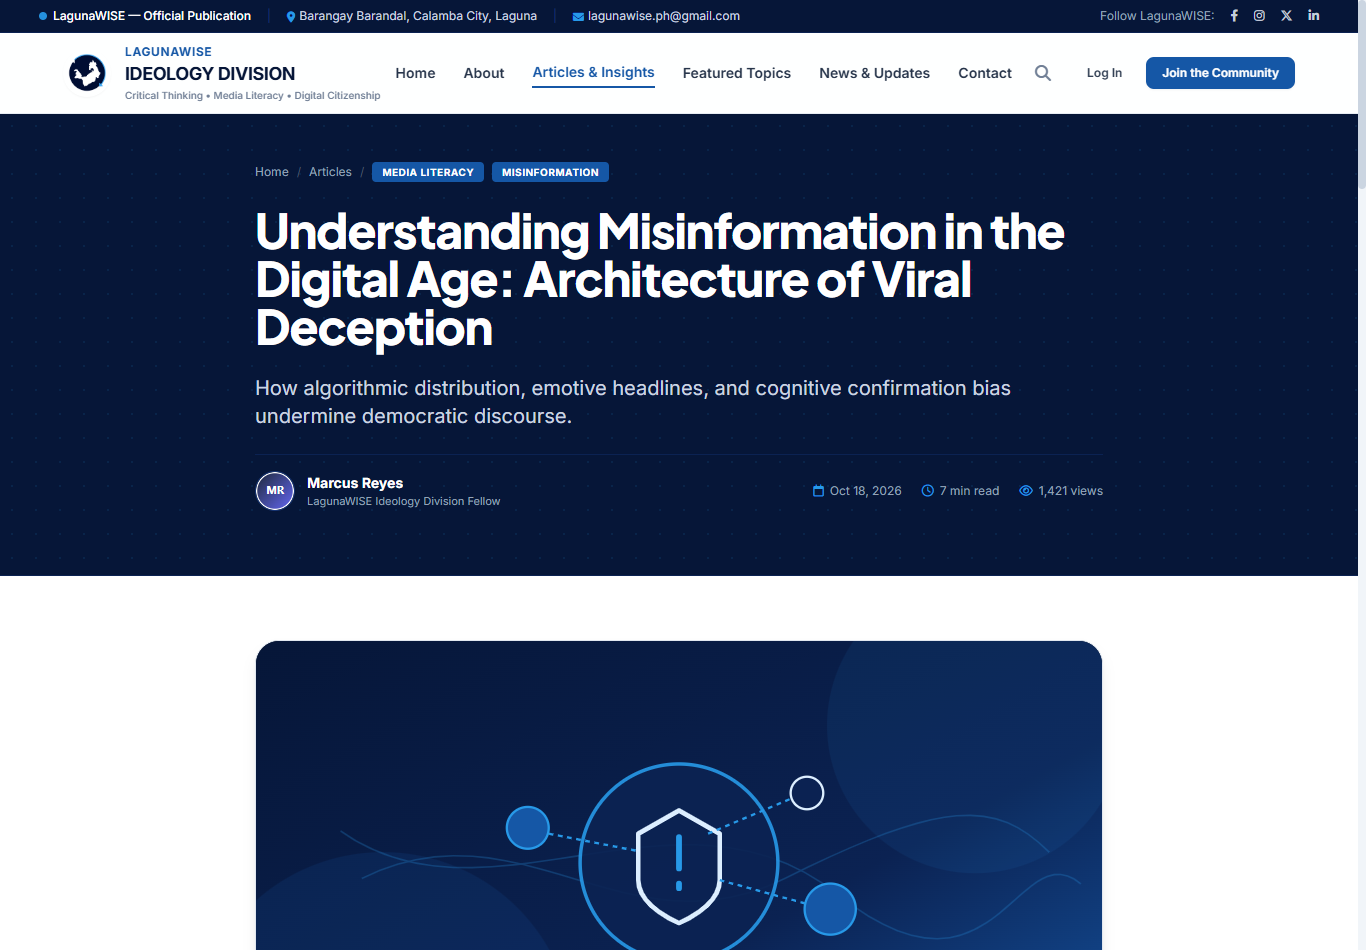 LagunaWISE — Official Publication
Barangay Barandal, Calamba City, Laguna
lagunawise.ph@gmail.com
Follow LagunaWISE:
LAGUNAWISE
IDEOLOGY DIVISION
Critical Thinking • Media Literacy • Digital Citizenship
Home
About
Articles & Insights
Featured Topics
News & Updates
Contact
Log In
Join the Community
Home / Articles / MEDIA LITERACY MISINFORMATION
Understanding Misinformation in the
Digital Age: Architecture of Viral
Deception
How algorithmic distribution, emotive headlines, and cognitive confirmation bias
undermine democratic discourse.
MR
Marcus Reyes
LagunaWISE Ideology Division Fellow
Oct 18, 2026
7 min read
1,421 views